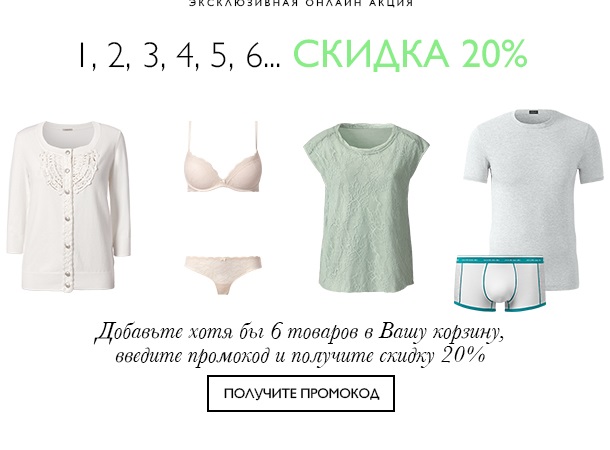 ЭКСКЛЮЗИВНАЯ ОНЛАЙН АКЦИЯ
1, 2, 3, 4, 5, 6... СКИДКА 20%
Добавьте хотя бы 6 товаров в Вашу корзину,
введите промокод и получите скидку 20%
ПОЛУЧИТЕ ПРОМОКОД